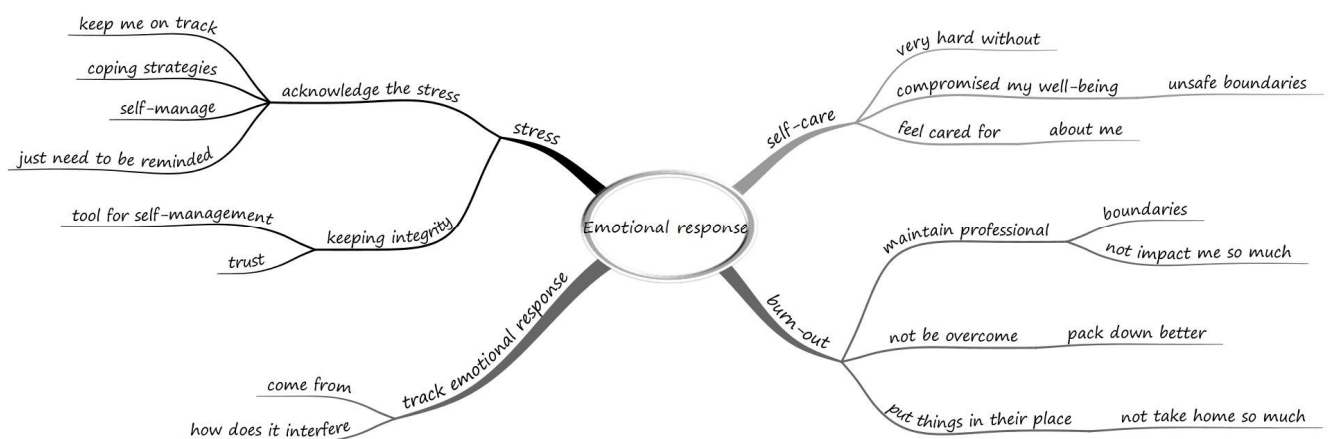 keep me on track
coping strategies
self-manage
just need to be reminded
acknowledge the stress
stress
tool for self-management
trust
keeping integrity
Emotional response
track emotional response
come from
how does it interfere
self-care
very hard without
compromised my well-being
unsafe boundaries
feel cared for
about me
burn-out
maintain professional
boundaries
not impact me so much
not be overcome
pack down better
put things in their place
not take home so much